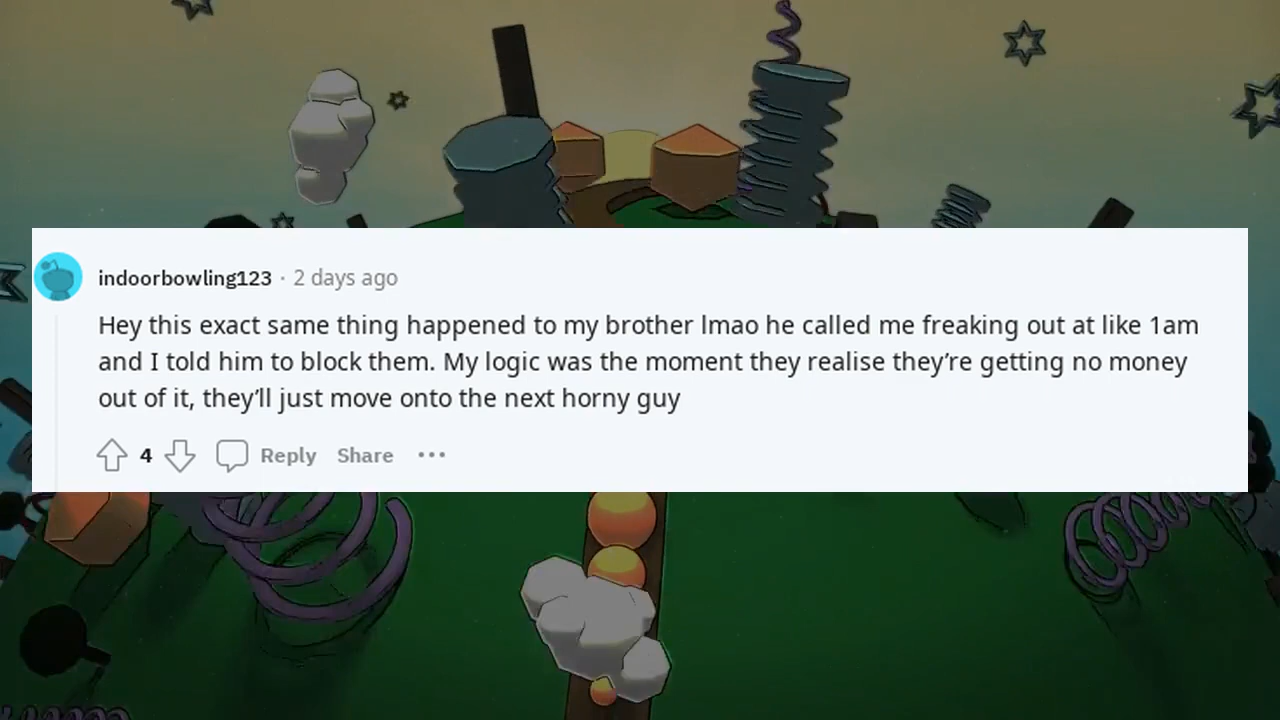 indoorbowling123 · 2 days ago
Hey this exact same thing happened to my brother lmao he called me freaking out at like 1am
and I told him to block them. My logic was the moment they realise they’re getting no money
out of it, they’ll just move onto the next horny guy
4 Reply Share ···